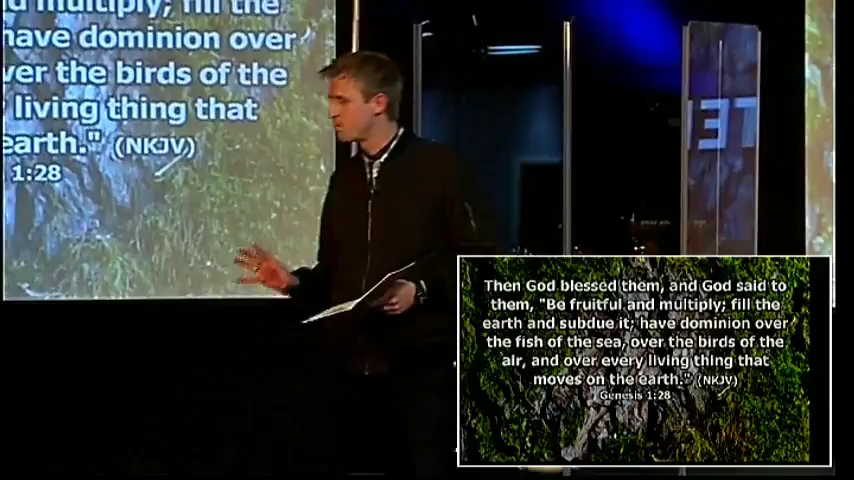 d multiply; fill the
have dominion over
ver the birds of the
living thing that
earth." (NKJV)
1:28
Then God blessed them, and God said to
them, "Be fruitful and multiply; fill the
earth and subdue it; have dominion over
the fish of the sea, over the birds of the
air, and over every living thing that
moves on the earth." (NKJV)
Genesis 1:28